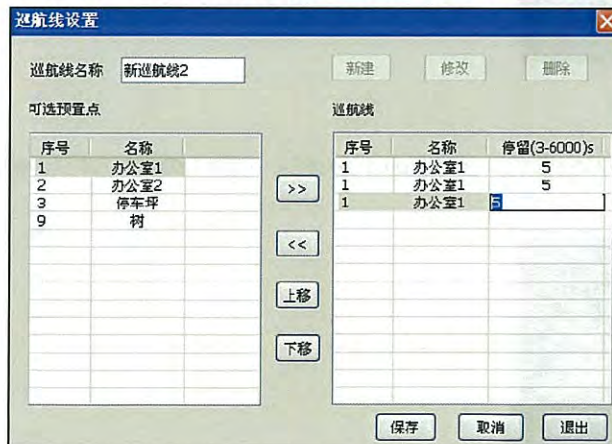 巡航线设置
巡航线名称 新巡航线2 新建 修改 删除
可选预置点 巡航线
序号 名称 序号 名称 停留(3-6000)s
1 办公室1 1 办公室1 5
2 办公室2 1 办公室1 5
3 停车坪 1 办公室1 5
9 树
>>
<<
上移
下移
保存 取消 退出